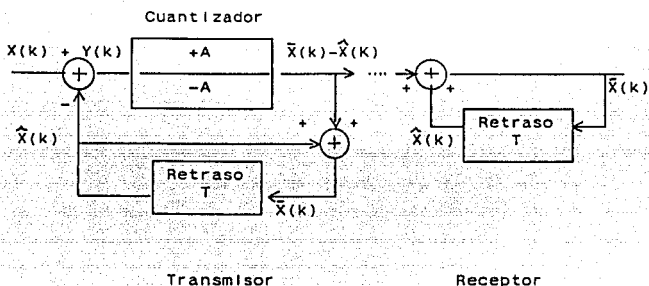 Cuantizador
X(k) + Y(k) +A X̄(k)-X̂(K) ....
-A + +
- X̄(k)
+ +
X̂(k) X̂(k) Retraso
T
Retraso
T
X̄(k)
Transmisor Receptor